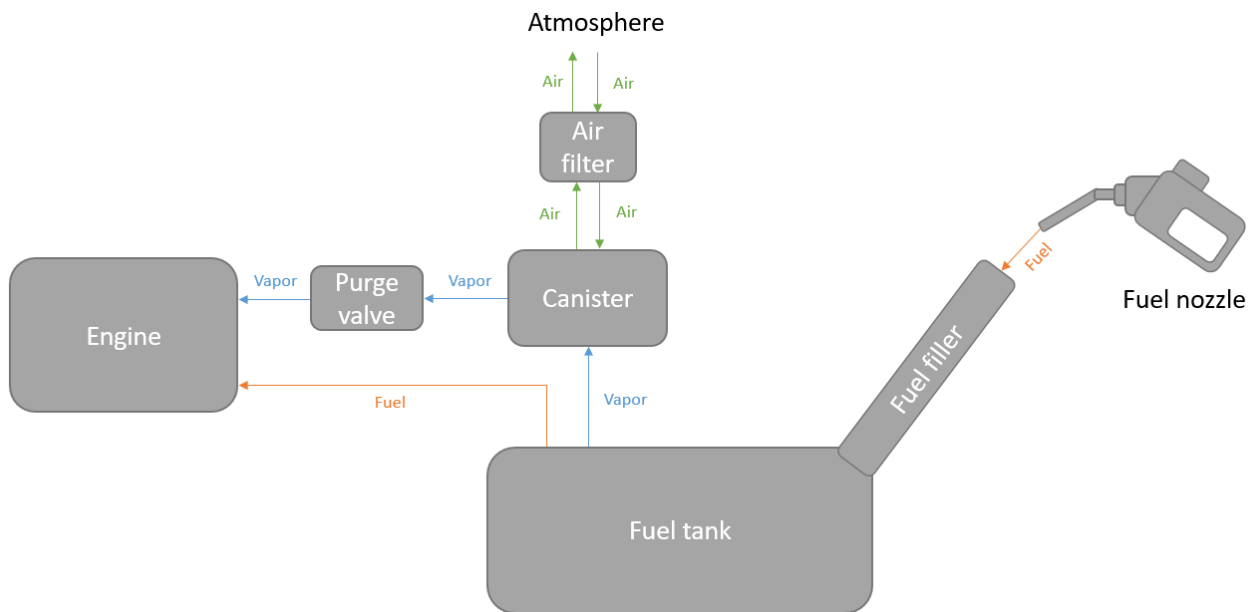 Atmosphere
Air
Air
Air
filter
Air
Air
Fuel
Fuel nozzle
Vapor
Purge
valve
Vapor
Canister
Engine
Fuel filler
Fuel
Vapor
Fuel tank